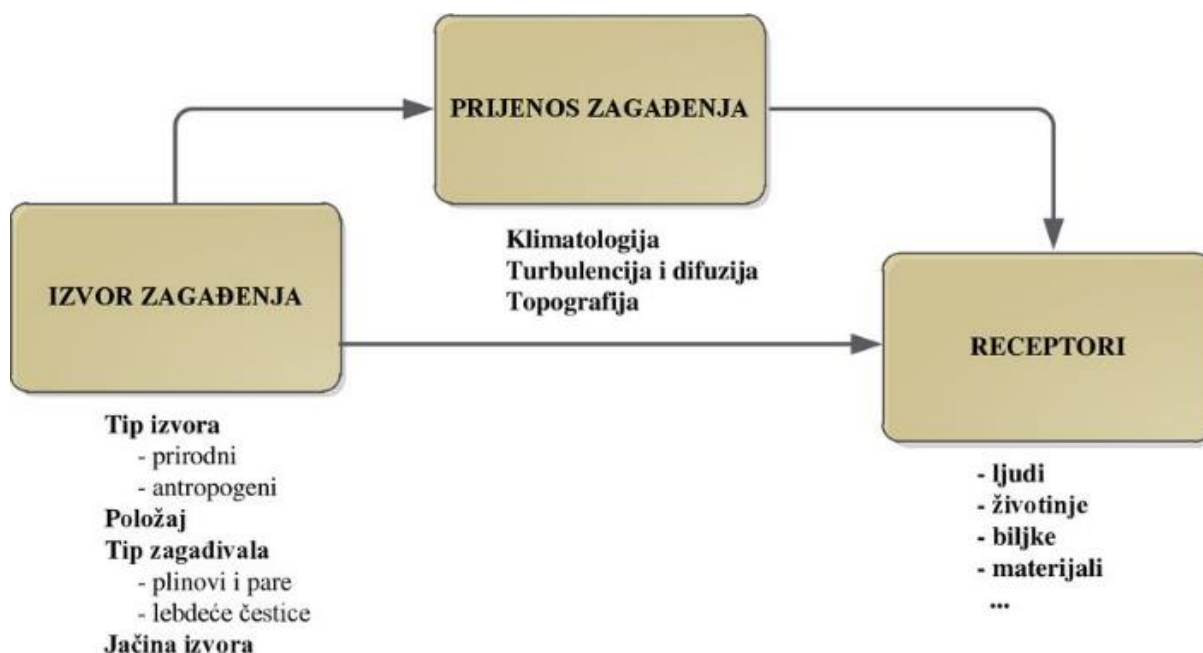 PRIJENOS ZAGAĐENJA
Klimatologija
Turbulencija i difuzija
Topografija
IZVOR ZAGAĐENJA
Tip izvora
- prirodni
- antropogeni
Položaj
Tip zagađivala
- plinovi i pare
- lebdeće čestice
Jačina izvora
RECEPTORI
- ljudi
- životinje
- biljke
- materijali
...